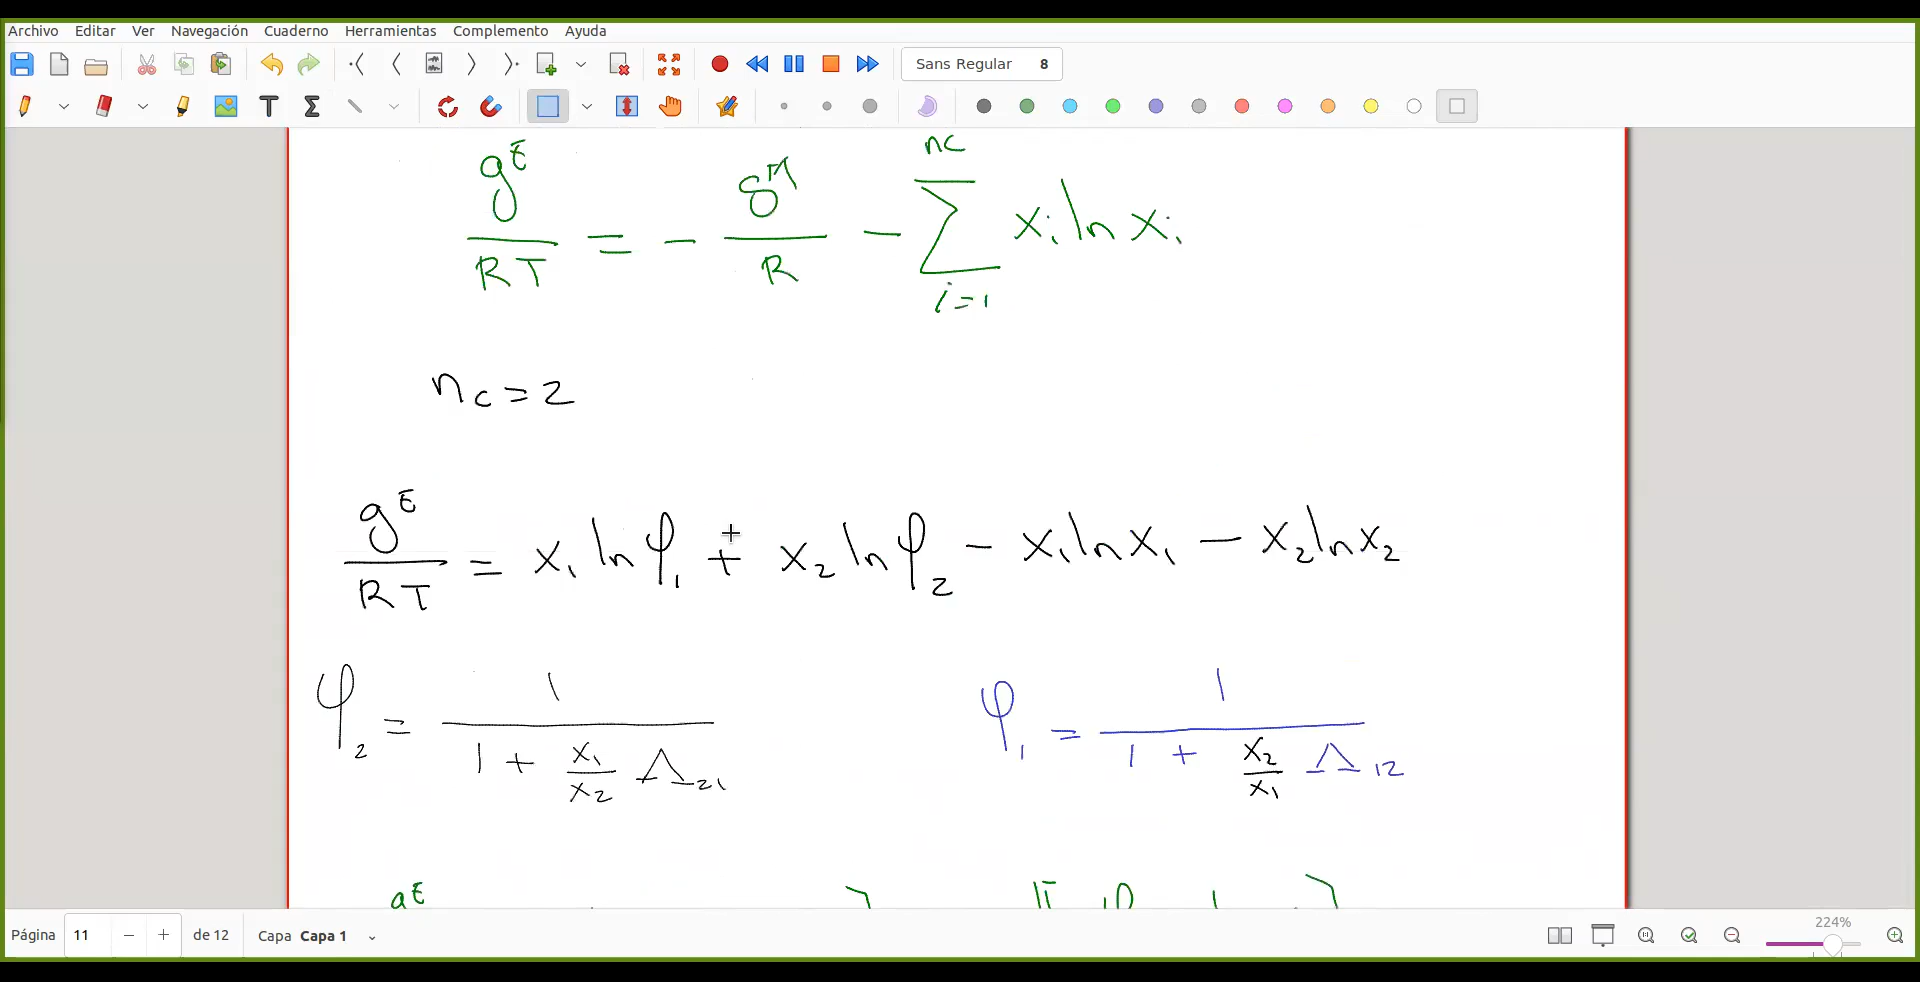 Archivo Editar Ver Navegación Cuaderno Herramientas Complemento Ayuda
Sans Regular 8
g^E / RT = - g^M / R - Σ_{i=1}^{nc} x_i ln x_i
n_c = 2
g^E / RT = x_1 ln φ_1 + x_2 ln φ_2 - x_1 ln x_1 - x_2 ln x_2
φ_2 = 1 / (1 + (x_1/x_2) Λ_21)
φ_1 = 1 / (1 + (x_2/x_1) Λ_12)
g^E
Página 11 de 12 Capa Capa 1 224%